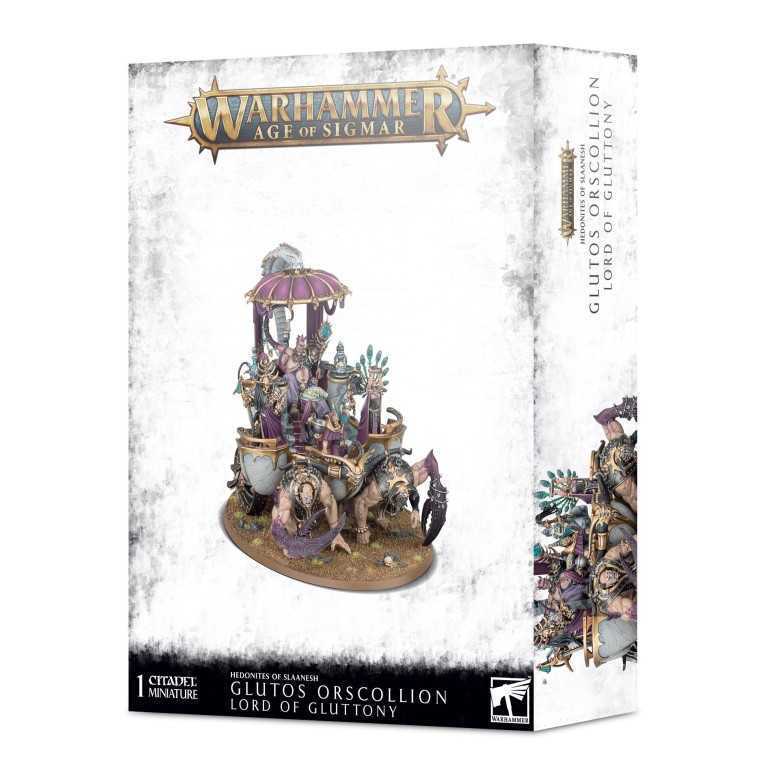 WARHAMMER
AGE OF SIGMAR
1 CITADEL
MINIATURE
HEDONITES OF SLAANESH
GLUTOS ORSCOLLION
LORD OF GLUTTONY
WARHAMMER
WARHAMMER
HEDONITES OF SLAANESH
GLUTOS ORSCOLLION
LORD OF GLUTTONY